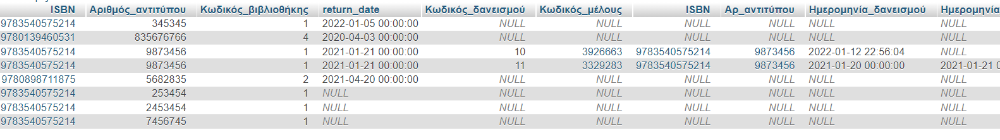 ISBN Αριθμός_αντιτύπου Κωδικός_βιβλιοθήκης return_date Κωδικός_δανεισμού Κωδικός_μέλους ISBN Αρ_αντιτύπου Ημερομηνία_δανεισμού Ημερομηνία
9783540575214 345345 1 2022-01-05 00:00:00 NULL NULL NULL NULL NULL NULL
9780139460531 835676766 4 2020-04-03 00:00:00 NULL NULL NULL NULL NULL NULL
9783540575214 9873456 1 2021-01-21 00:00:00 10 3926663 9783540575214 9873456 2022-01-12 22:56:04 NULL
9783540575214 9873456 1 2021-01-21 00:00:00 11 3329283 9783540575214 9873456 2021-01-20 00:00:00 2021-01-21 0
9780898711875 5682835 2 2021-04-20 00:00:00 NULL NULL NULL NULL NULL NULL
9783540575214 253454 1 NULL NULL NULL NULL NULL NULL NULL
9783540575214 2453454 1 NULL NULL NULL NULL NULL NULL NULL
9783540575214 7456745 1 NULL NULL NULL NULL NULL NULL NULL